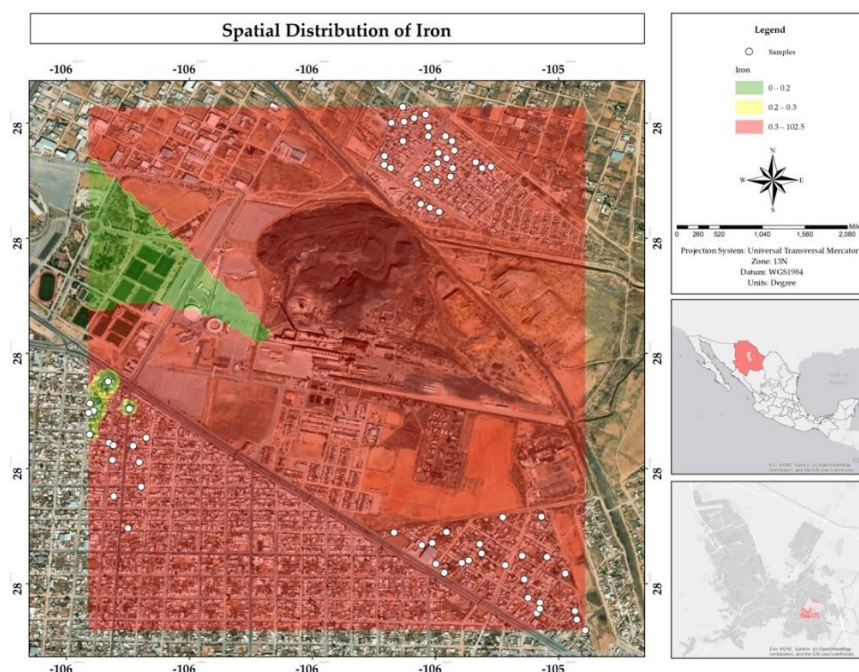 Spatial Distribution of Iron
-106
-106
-106
-106
-105
28
28
28
28
28
28
28
28
28
28
-106
-106
-106
-106
-105
Legend
Samples
Iron
0 – 0.2
0.2 – 0.3
0.3 – 102.5
N
W
E
S
0
260
520
1,040
1,560
2,080
Projection System: Universal Transversal Mercator
Zone: 13N
Datum: WGS1984
Units: Degree
Gulf of
Mexico